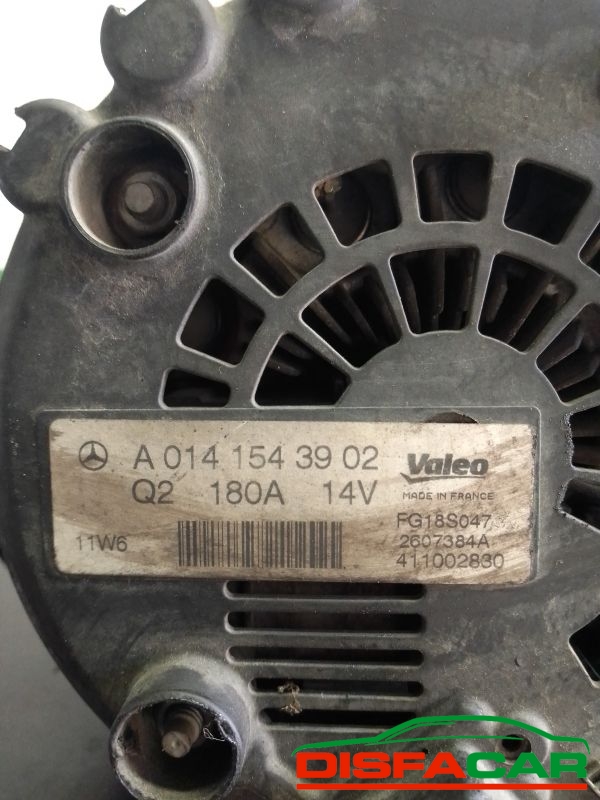 A 014 154 39 02
Q2 180A 14V
11W6
Valeo
MADE IN FRANCE
FG18S047
2607384A
411002830
DISFACAR